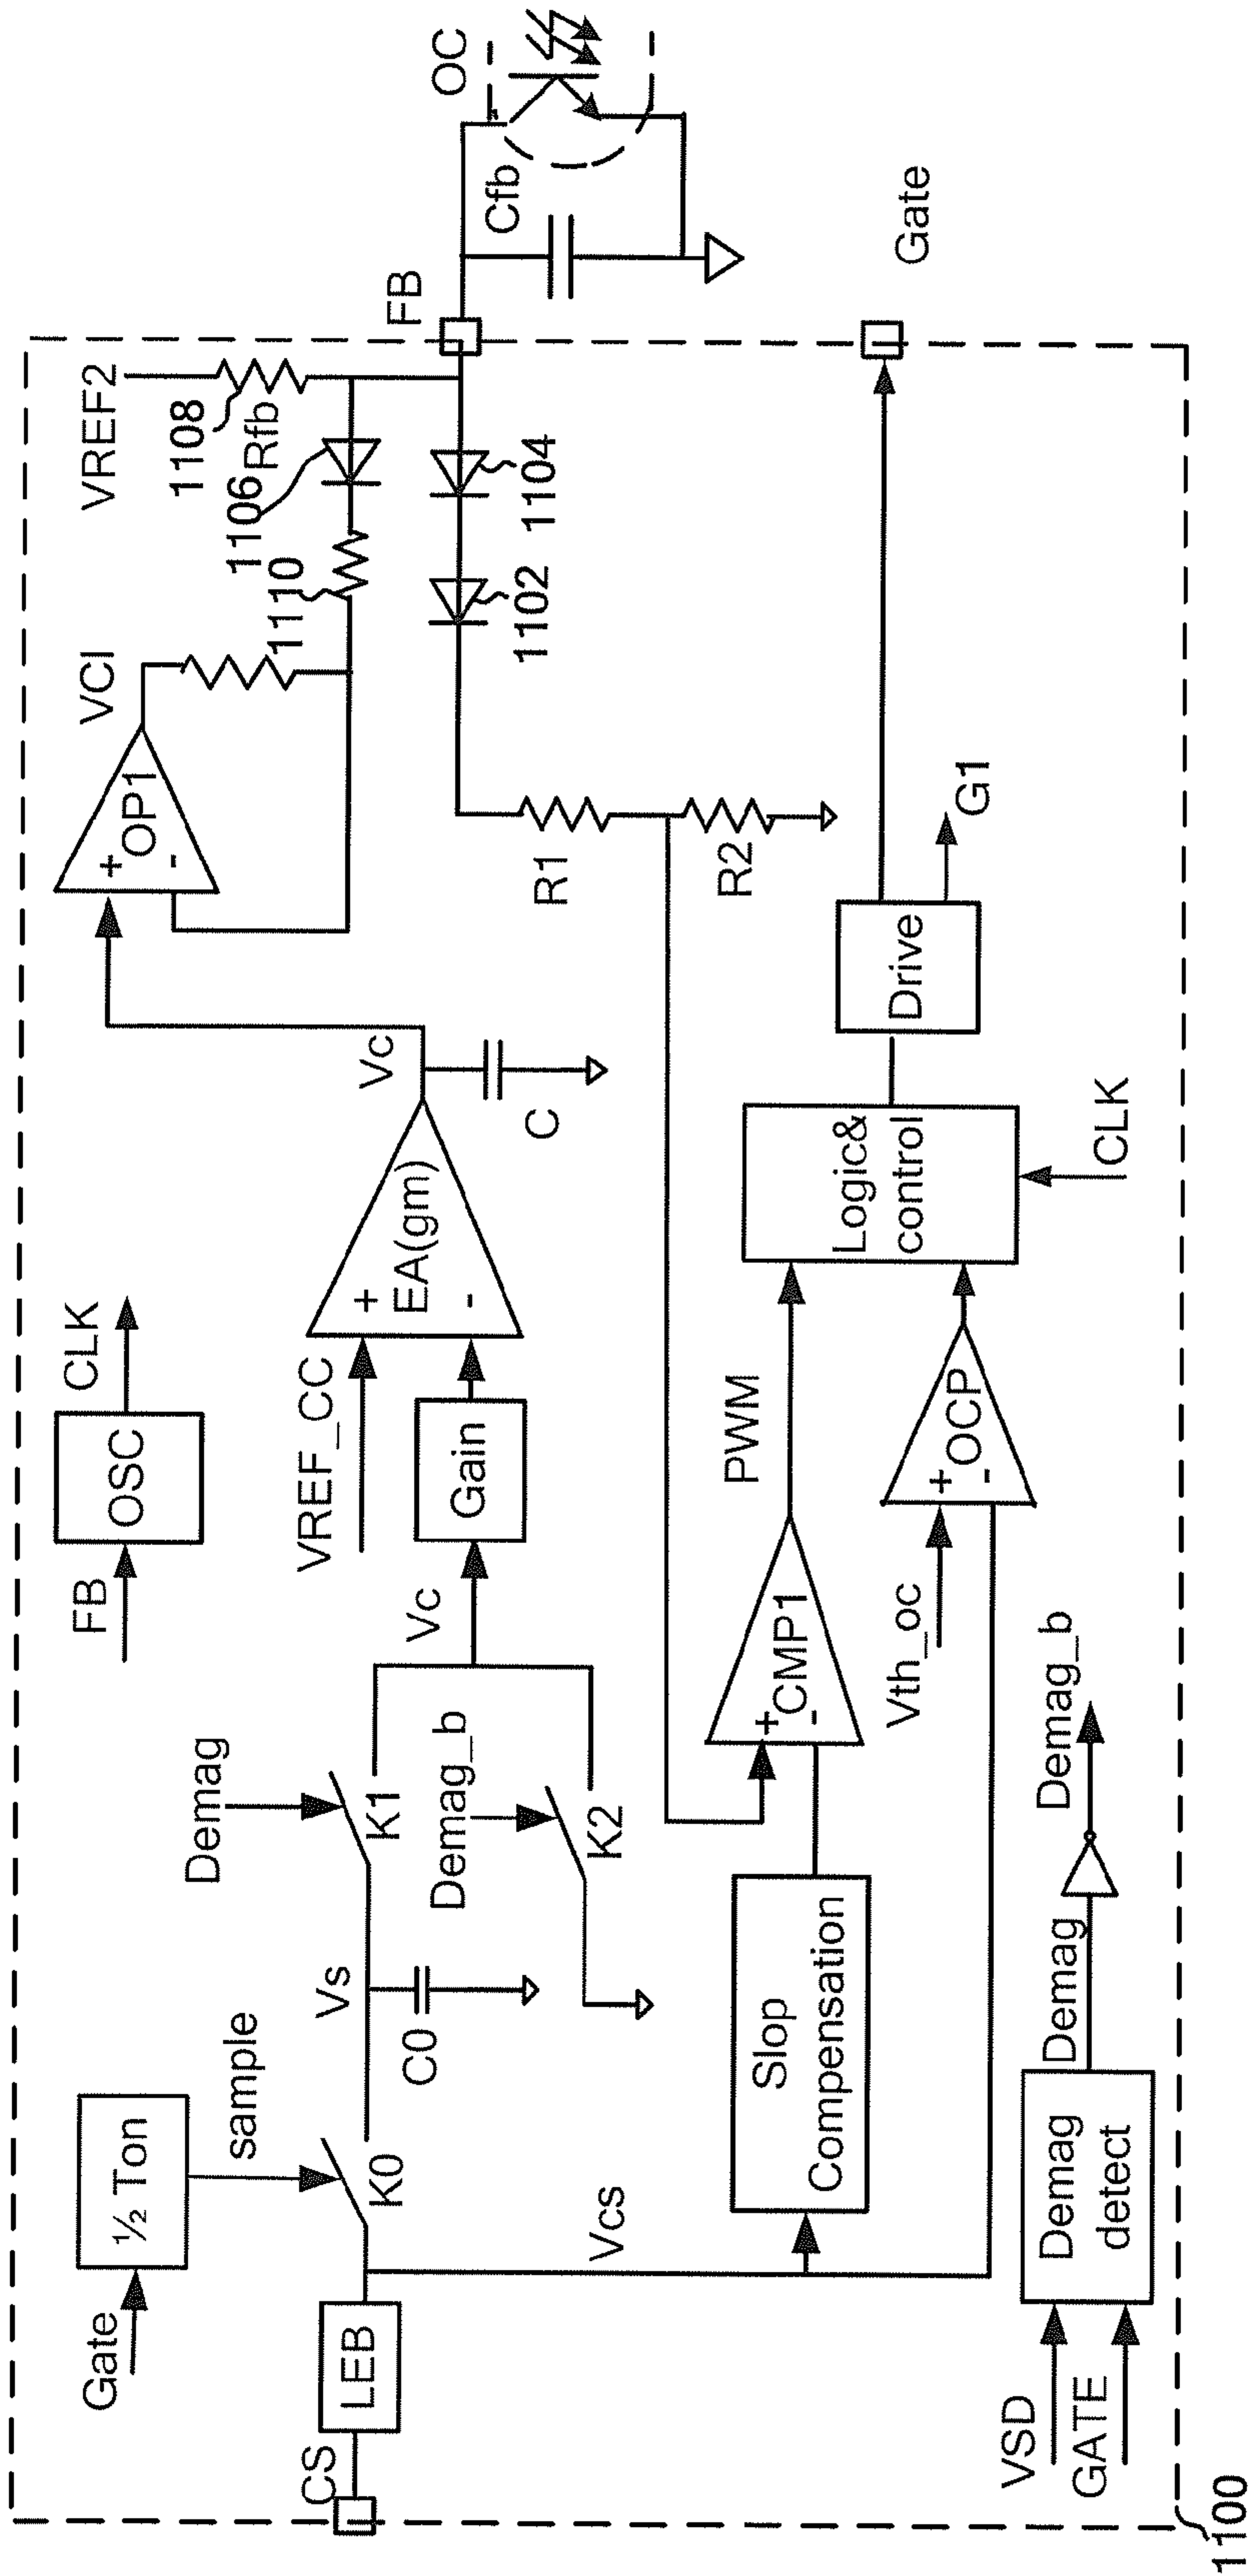 Gate
½ Ton
sample
CS
LEB
K0
Vs
C0
Demag
K1
Demag_b
K2
Vc
Gain
FB
OSC
CLK
VREF_CC
+
EA(gm)
-
Vc
C
+
OP1
-
VCI
1110
1106
1108
Rfb
VREF2
1102
1104
FB
Cfb
OC
R1
R2
Vcs
Slop
Compensation
+
CMP1
-
PWM
Vth_oc
+
OCP
-
Logic&
control
CLK
Drive
G1
Gate
VSD
GATE
Demag
detect
Demag
Demag_b
1100